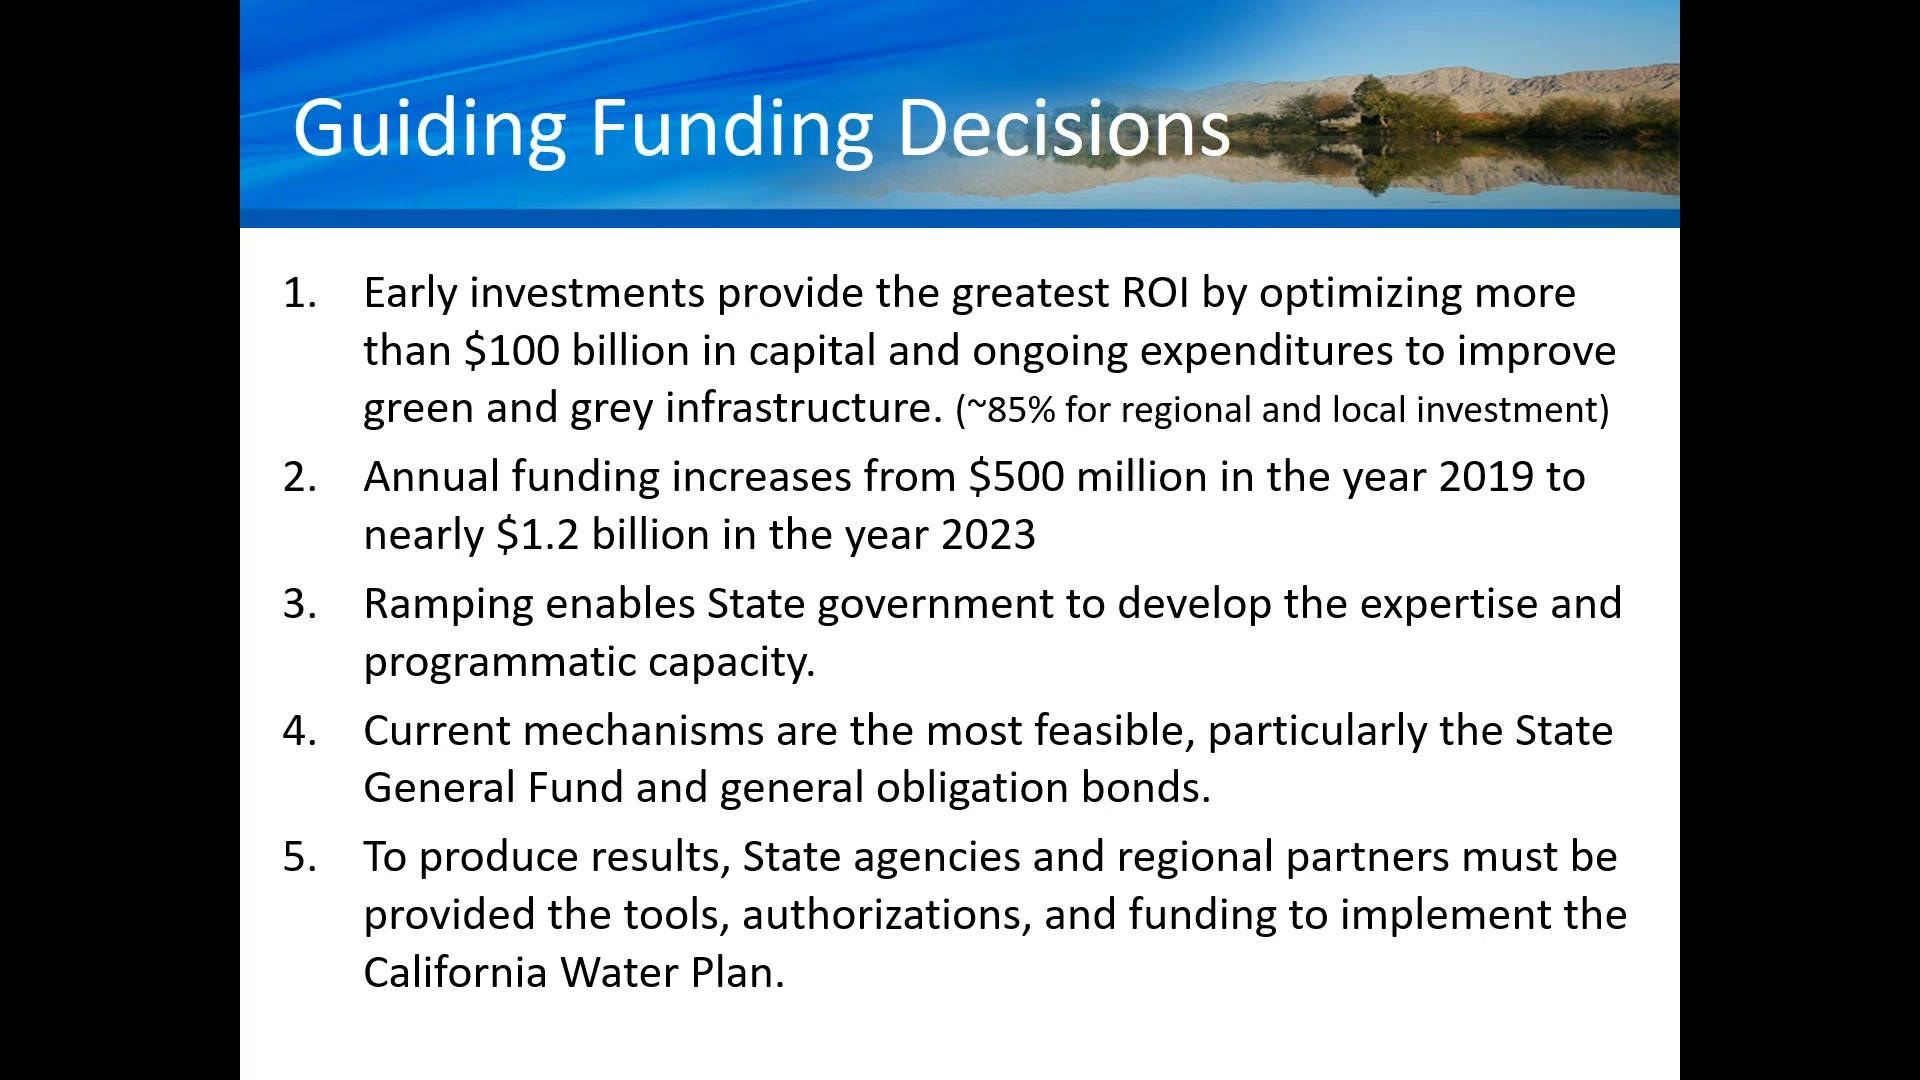 Guiding Funding Decisions
1. Early investments provide the greatest ROI by optimizing more
than $100 billion in capital and ongoing expenditures to improve
green and grey infrastructure. (~85% for regional and local investment)
2. Annual funding increases from $500 million in the year 2019 to
nearly $1.2 billion in the year 2023
3. Ramping enables State government to develop the expertise and
programmatic capacity.
4. Current mechanisms are the most feasible, particularly the State
General Fund and general obligation bonds.
5. To produce results, State agencies and regional partners must be
provided the tools, authorizations, and funding to implement the
California Water Plan.